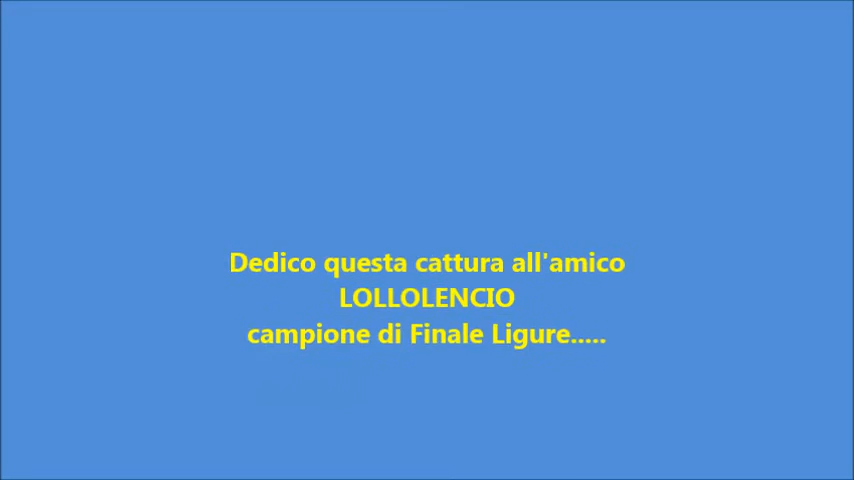 Dedico questa cattura all'amico
LOLLOLENCIO
campione di Finale Ligure.....